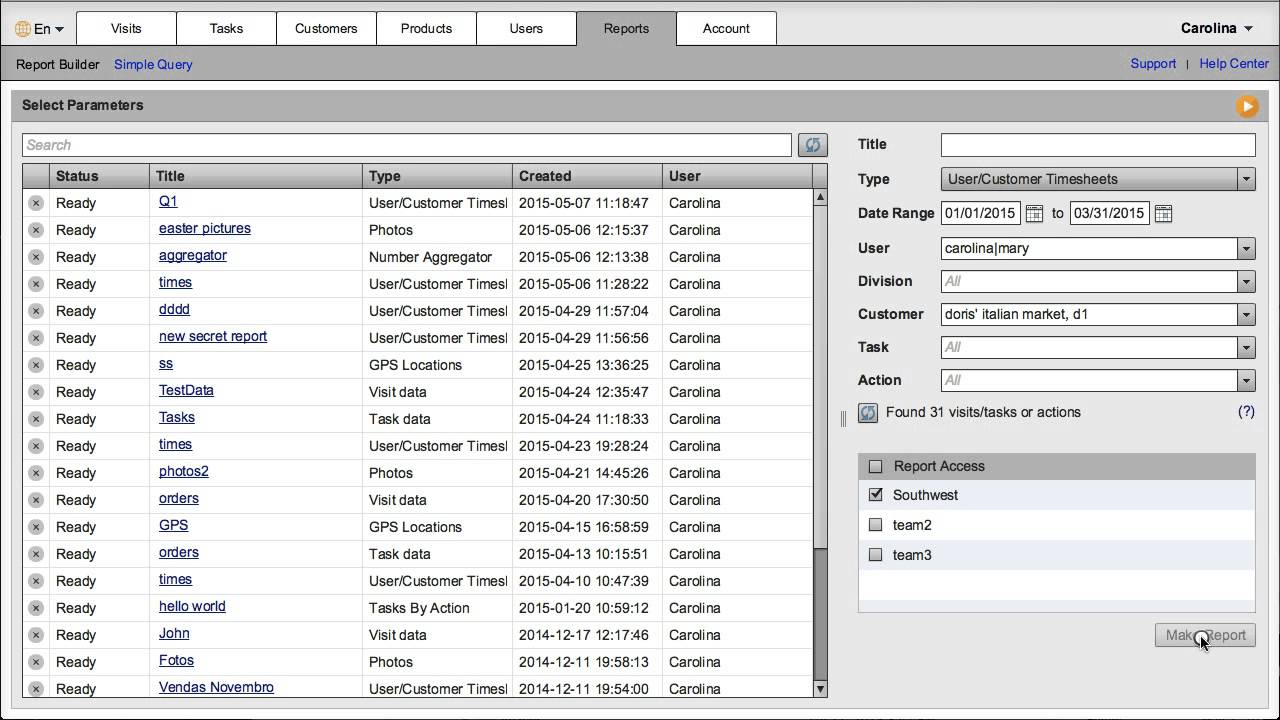 En Visits Tasks Customers Products Users Reports Account Carolina
Report Builder Simple Query Support | Help Center
Select Parameters
Search
Status Title Type Created User
Ready Q1 User/Customer Timesl 2015-05-07 11:18:47 Carolina
Ready easter pictures Photos 2015-05-06 12:15:37 Carolina
Ready aggregator Number Aggregator 2015-05-06 12:13:38 Carolina
Ready times User/Customer Timesl 2015-05-06 11:28:22 Carolina
Ready dddd User/Customer Timesl 2015-04-29 11:57:04 Carolina
Ready new secret report User/Customer Timesl 2015-04-29 11:56:56 Carolina
Ready ss GPS Locations 2015-04-25 13:36:25 Carolina
Ready TestData Visit data 2015-04-24 12:35:47 Carolina
Ready Tasks Task data 2015-04-24 11:18:33 Carolina
Ready times User/Customer Timesl 2015-04-23 19:28:24 Carolina
Ready photos2 Photos 2015-04-21 14:45:26 Carolina
Ready orders Visit data 2015-04-20 17:30:50 Carolina
Ready GPS GPS Locations 2015-04-15 16:58:59 Carolina
Ready orders Task data 2015-04-13 10:15:51 Carolina
Ready times User/Customer Timesl 2015-04-10 10:47:39 Carolina
Ready hello world Tasks By Action 2015-01-20 10:59:12 Carolina
Ready John Visit data 2014-12-17 12:17:46 Carolina
Ready Fotos Photos 2014-12-11 19:58:13 Carolina
Ready Vendas Novembro User/Customer Timesl 2014-12-11 19:54:00 Carolina
Title
Type User/Customer Timesheets
Date Range 01/01/2015 to 03/31/2015
User carolina|mary
Division All
Customer doris' italian market, d1
Task All
Action All
Found 31 visits/tasks or actions (?)
Report Access
Southwest
team2
team3
Make Report